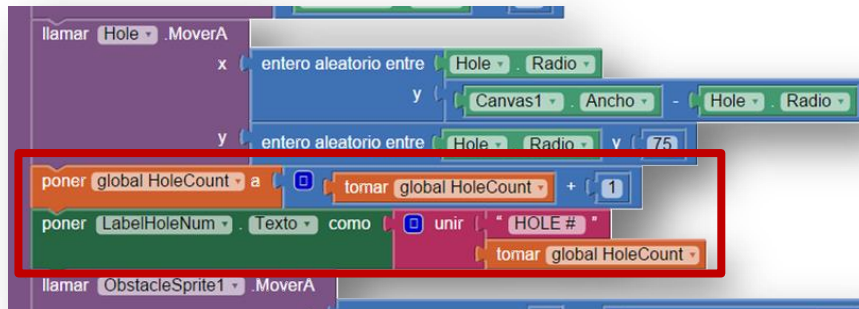 llamar Hole .MoverA
x entero aleatorio entre Hole . Radio
y Canvas1 . Ancho - Hole . Radio
y entero aleatorio entre Hole . Radio y 75
poner global HoleCount a tomar global HoleCount + 1
poner LabelHoleNum . Texto como unir " HOLE # "
tomar global HoleCount
llamar ObstacleSprite1 .MoverA